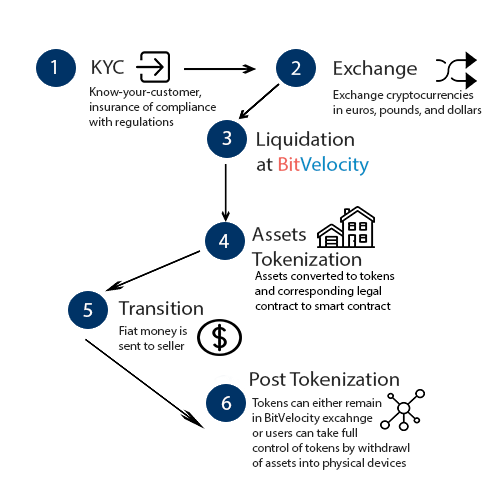 1
KYC
Know-your-customer,
insurance of compliance
with regulations
2
Exchange
Exchange cryptocurrencies
in euros, pounds, and dollars
3
Liquidation
at BitVelocity
4
Assets
Tokenization
Assets converted to tokens
and corresponding legal
contract to smart contract
5
Transition
Fiat money is
sent to seller
$
6
Post Tokenization
Tokens can either remain
in BitVelocity excahnge
or users can take full
control of tokens by withdrawl
of assets into physical devices